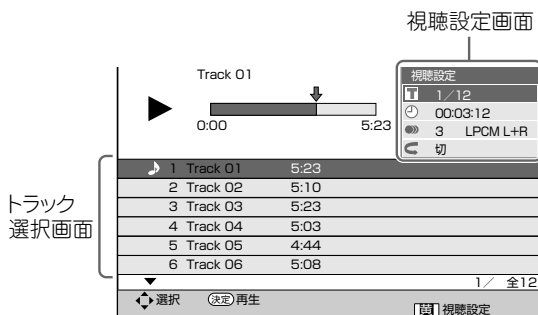 視聴設定画面
Track 01
0:00 5:23
視聴設定
T 1／12
00:03:12
3 LPCM L+R
切
トラック
選択画面
1 Track 01 5:23
2 Track 02 5:10
3 Track 03 5:23
4 Track 04 5:03
5 Track 05 4:44
6 Track 06 5:08
1／ 全12
選択 決定 再生
視聴設定